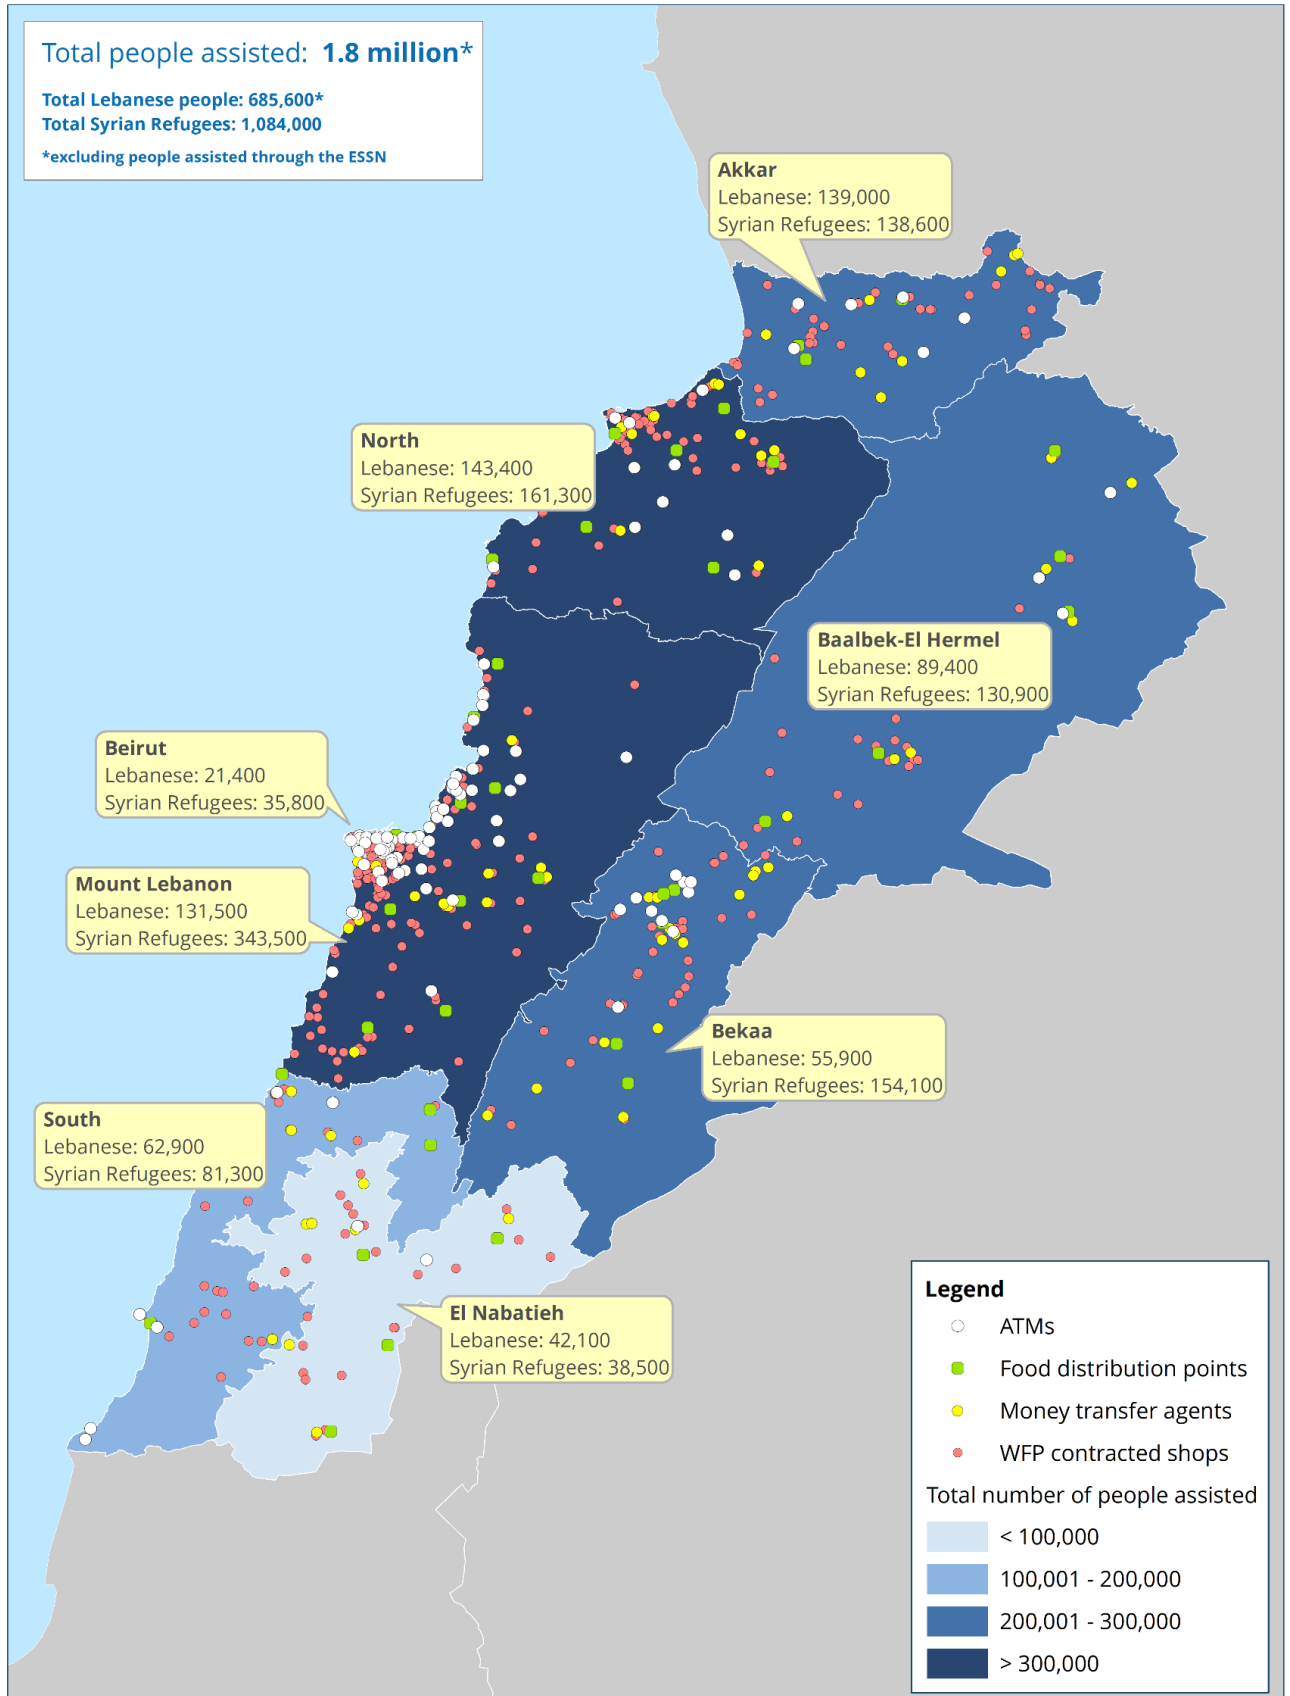 Total people assisted: 1.8 million*
Total Lebanese people: 685,600*
Total Syrian Refugees: 1,084,000
*excluding people assisted through the ESSN
Akkar
Lebanese: 139,000
Syrian Refugees: 138,600
North
Lebanese: 143,400
Syrian Refugees: 161,300
Baalbek-El Hermel
Lebanese: 89,400
Syrian Refugees: 130,900
Beirut
Lebanese: 21,400
Syrian Refugees: 35,800
Mount Lebanon
Lebanese: 131,500
Syrian Refugees: 343,500
Bekaa
Lebanese: 55,900
Syrian Refugees: 154,100
South
Lebanese: 62,900
Syrian Refugees: 81,300
El Nabatieh
Lebanese: 42,100
Syrian Refugees: 38,500
Legend
ATMs
Food distribution points
Money transfer agents
WFP contracted shops
Total number of people assisted
< 100,000
100,001 - 200,000
200,001 - 300,000
> 300,000